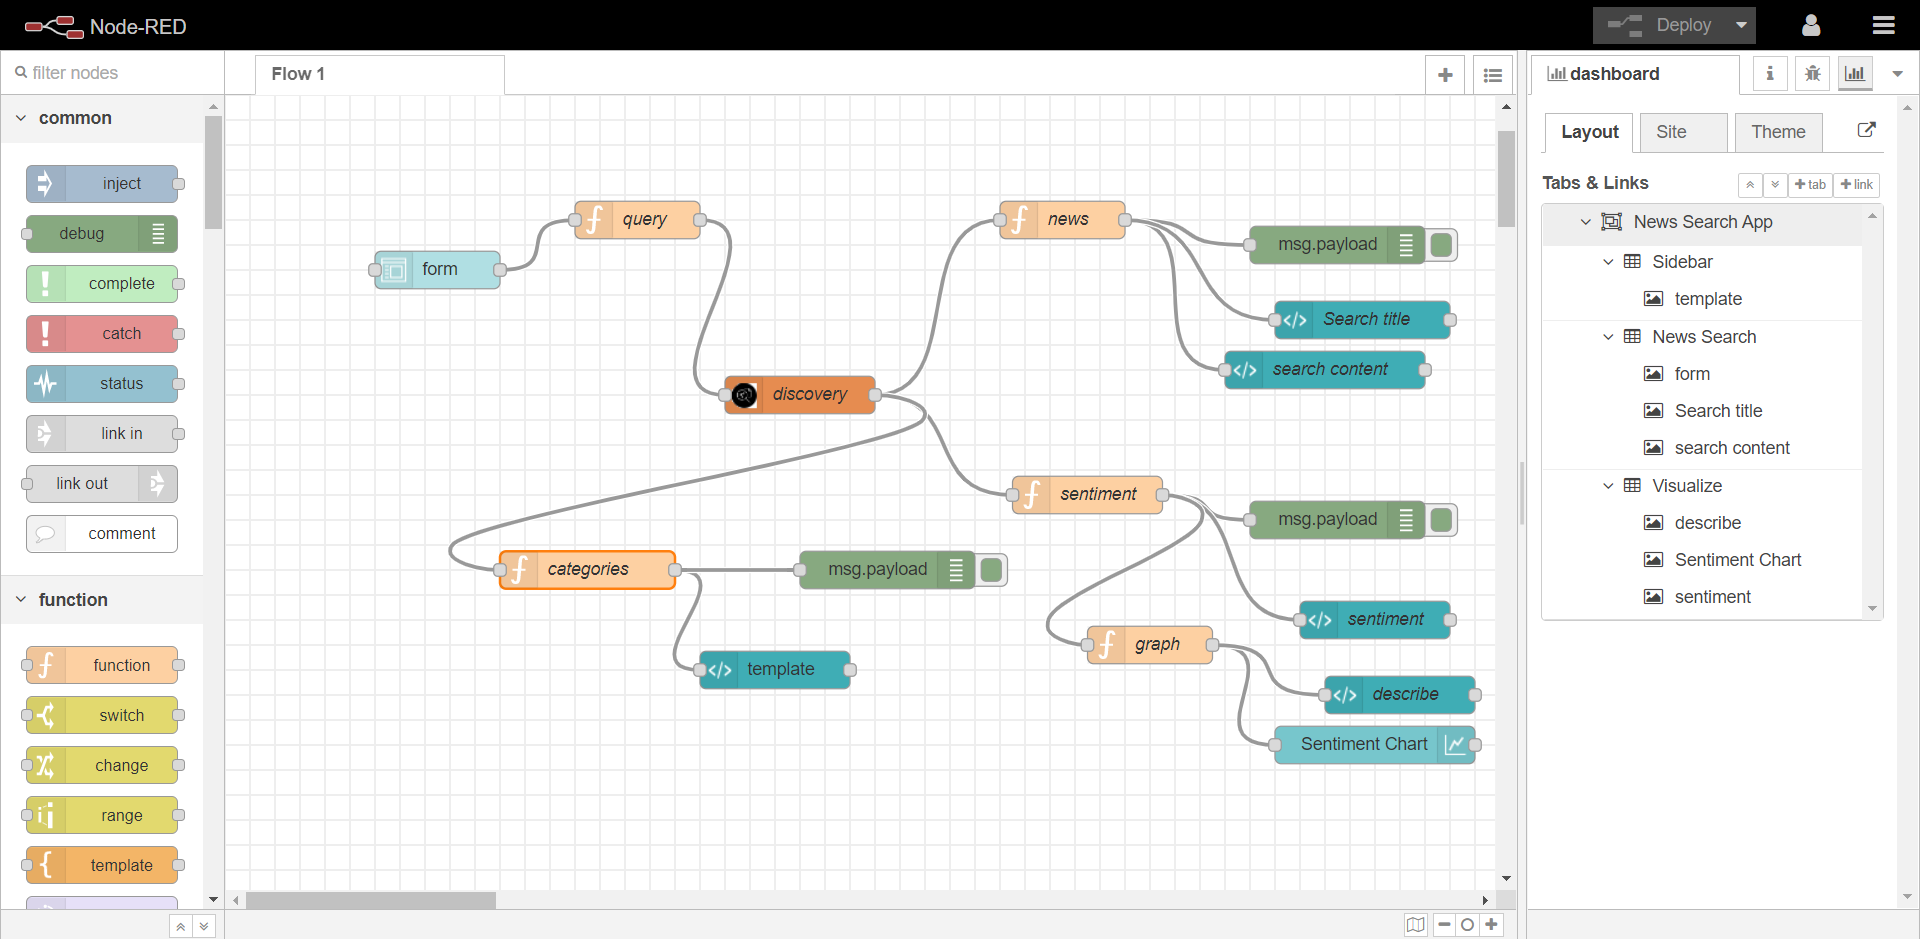 Node-RED
Deploy
filter nodes
Flow 1
dashboard
i
common
inject
debug
complete
catch
status
link in
link out
comment
function
function
switch
change
range
template
form
query
discovery
news
msg.payload
Search title
search content
sentiment
msg.payload
categories
msg.payload
template
sentiment
graph
describe
Sentiment Chart
Layout
Site
Theme
Tabs & Links
tab
link
News Search App
Sidebar
template
News Search
form
Search title
search content
Visualize
describe
Sentiment Chart
sentiment